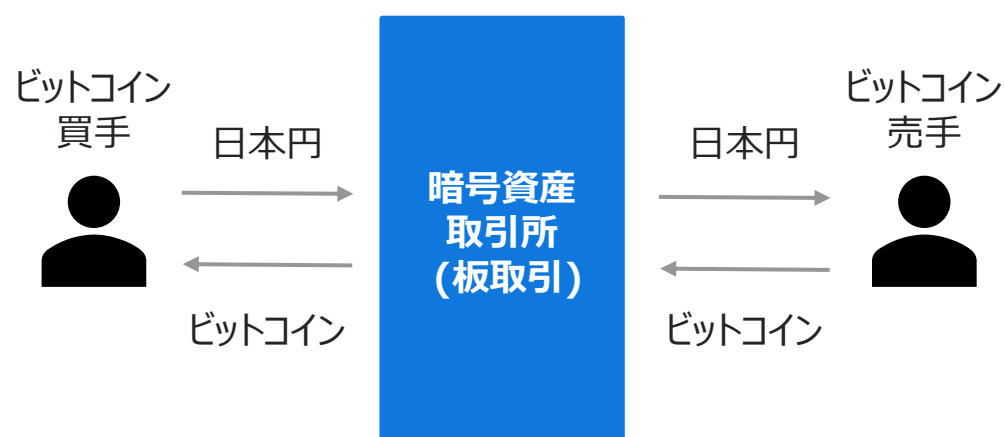 ビットコイン
買手
日本円
ビットコイン
暗号資産
取引所
(板取引)
日本円
ビットコイン
ビットコイン
売手